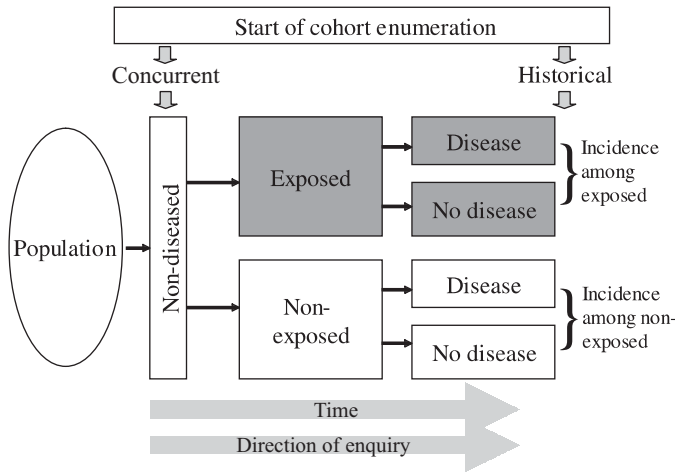 Start of cohort enumeration
Concurrent
Historical
Population
Non-diseased
Exposed
Disease
No disease
Incidence
among
exposed
Non-
exposed
Disease
No disease
Incidence
among non-
exposed
Time
Direction of enquiry